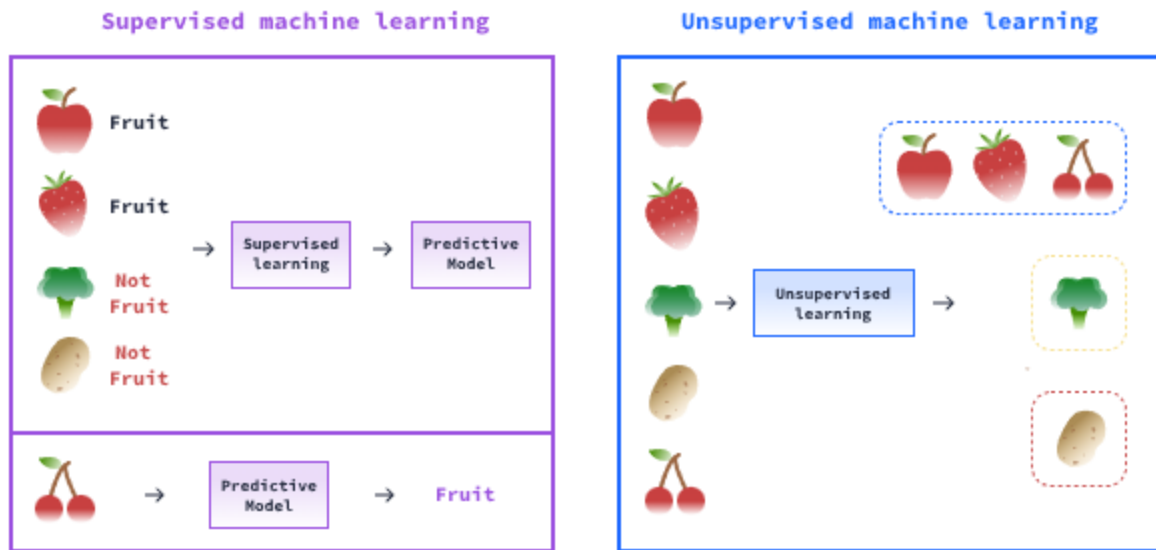 Supervised machine learning
Fruit
Fruit
Not
Fruit
Not
Fruit
Supervised
learning
Predictive
Model
Predictive
Model
Fruit
Unsupervised machine learning
Unsupervised
learning